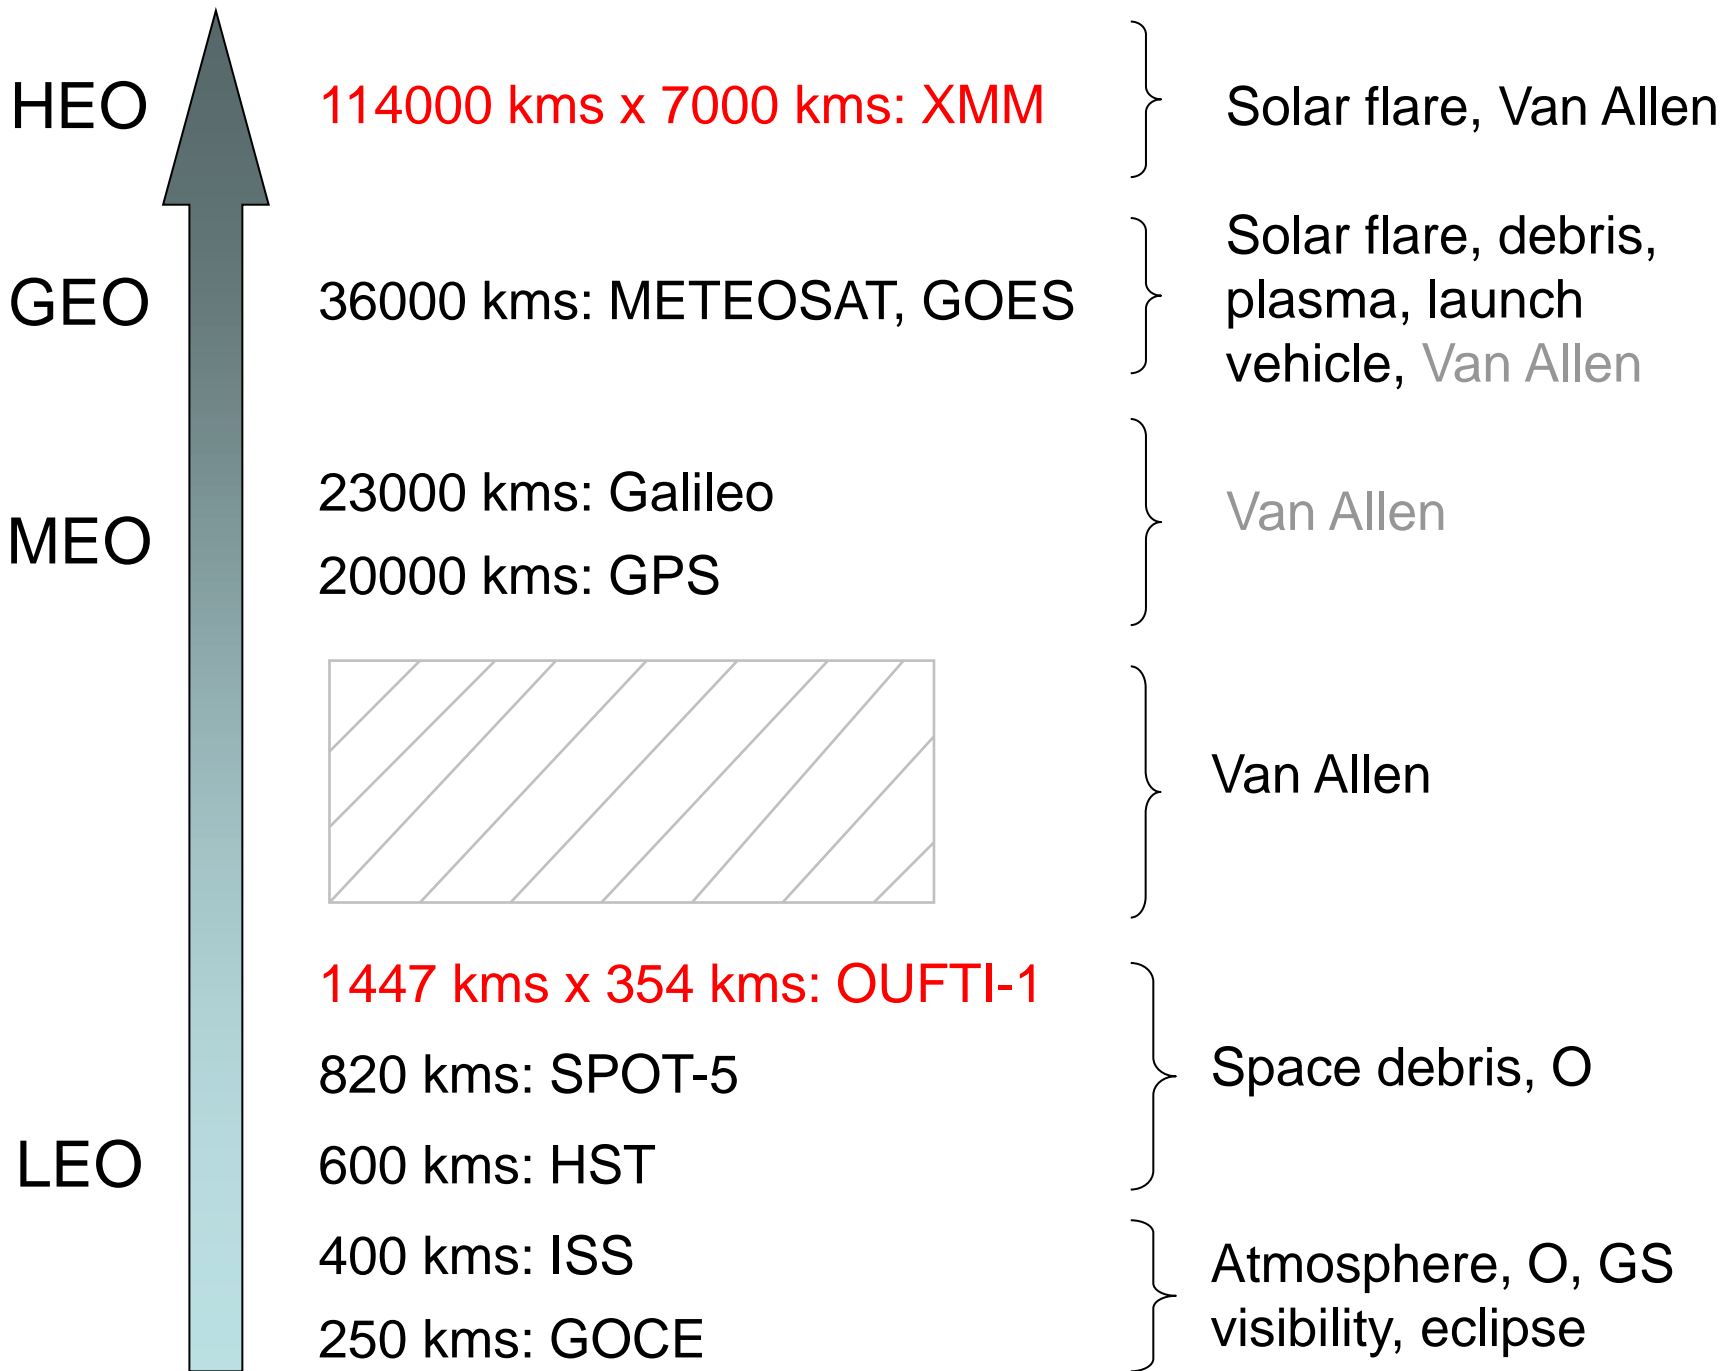 HEO
114000 kms x 7000 kms: XMM
Solar flare, Van Allen
GEO
36000 kms: METEOSAT, GOES
Solar flare, debris,
plasma, launch
vehicle, Van Allen
MEO
23000 kms: Galileo
20000 kms: GPS
Van Allen
Van Allen
LEO
1447 kms x 354 kms: OUFTI-1
820 kms: SPOT-5
600 kms: HST
Space debris, O
400 kms: ISS
250 kms: GOCE
Atmosphere, O, GS
visibility, eclipse